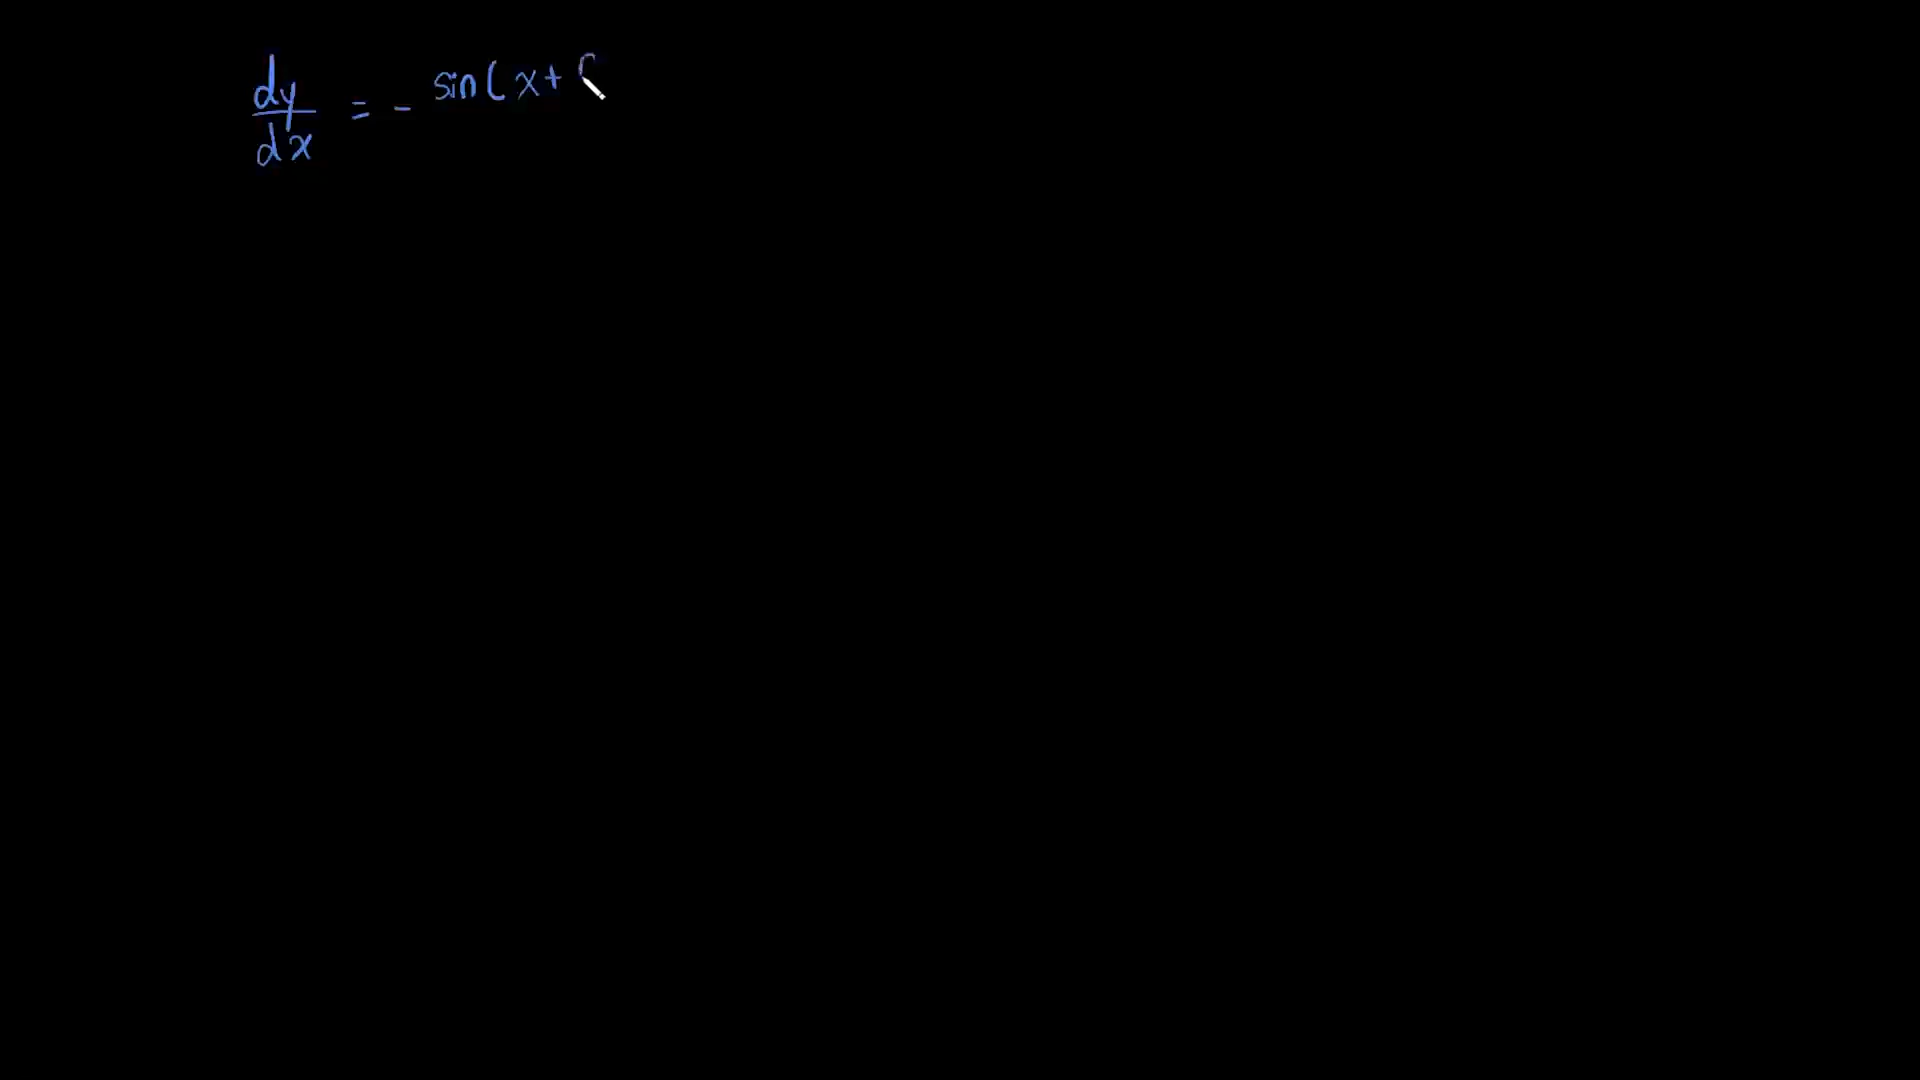 dy/dx = - sin( x +